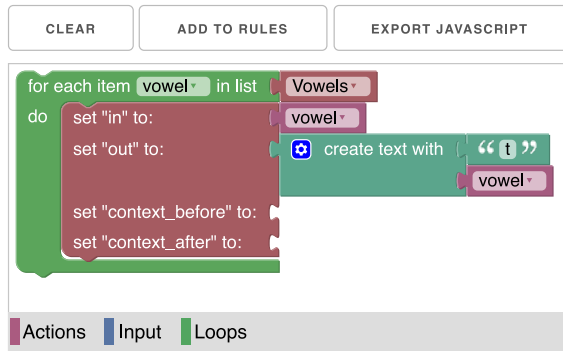 CLEAR ADD TO RULES EXPORT JAVASCRIPT
for each item vowel in list Vowels
do set "in" to: vowel
set "out" to: create text with “ t ”
vowel
set "context_before" to:
set "context_after" to:
Actions Input Loops